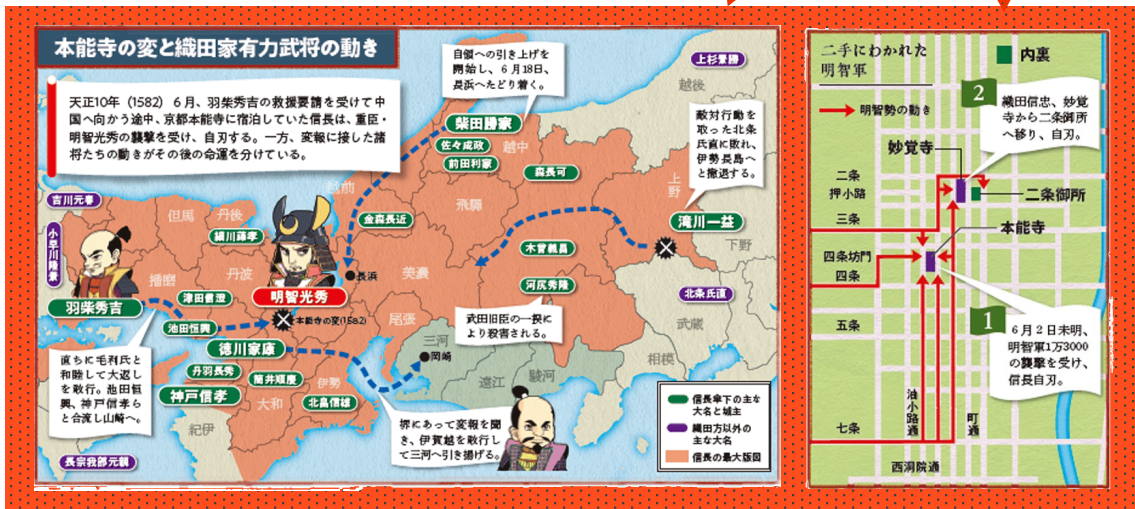 本能寺の変と織田家有力武将の動き
天正10年（1582）6月、羽柴秀吉の救援要請を受けて中
国へ向かう途中、京都本能寺に宿泊していた信長は、重臣・
明智光秀の襲撃を受け、自刃する。一方、変報に接した諸
将たちの動きがその後の命運を分けている。
自領への引き上げを
開始し、6月18日、
長浜へたどり着く。
上杉景勝
越後
柴田勝家
佐々成政
越中
前田利家
森長可
敵対行動を
取った北条
氏直に敗れ、
伊勢長島へ
と撤退する。
上野
越前
吉川元春
但馬
丹後
細川藤孝
金森長近
飛騨
滝川一益
下野
小早川隆景
木曽義昌
播磨
丹波
長浜
美濃
河尻秀隆
北条氏直
羽柴秀吉
津田信澄
明智光秀
池田恒興
本能寺の変(1582)
尾張
武田旧臣の一揆に
より殺害される。
武蔵
徳川家康
三河
岡崎
相模
直ちに毛利氏と
和睦して大返し
を敢行。池田恒
興、神戸信孝ら
と合流し山崎へ。
丹羽長秀
筒井順慶
伊勢
遠江
駿河
神戸信孝
大和
北畠信雄
紀伊
堺にあって変報を聞
き、伊賀越を敢行し
て三河へ引き揚げる。
長宗我部元親
信長傘下の主な
大名と城主
織田方以外の
主な大名
信長の最大版図
二手にわかれた
明智軍
内裏
明智勢の動き
2
織田信忠、妙覚
寺から二条御所
へ移り、自刃。
妙覚寺
二条
押小路
二条御所
三条
本能寺
四条坊門
四条
五条
1
6月2日未明、
明智軍1万3000
の襲撃を受け、
信長自刃。
油小路通
町通
七条
西洞院通